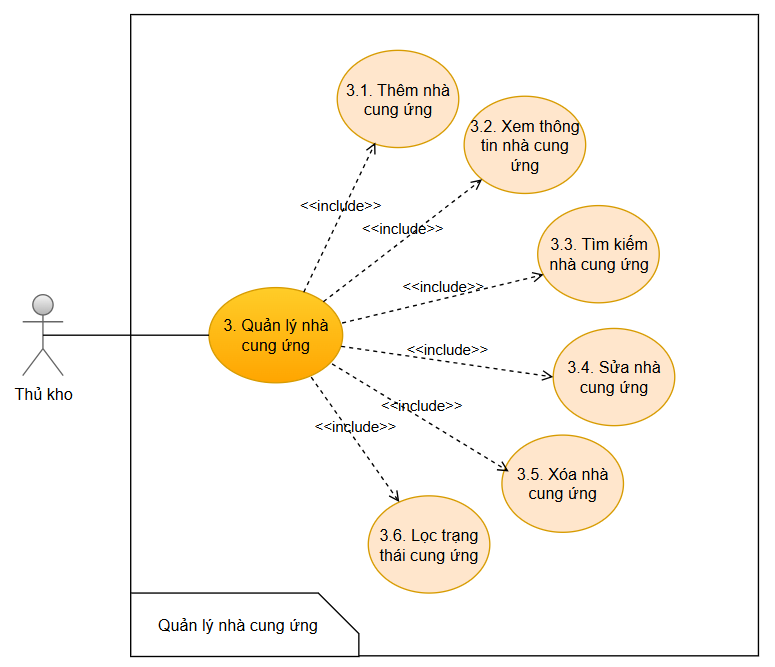 3.1. Thêm nhà
cung ứng
3.2. Xem thông
tin nhà cung
ứng
<<include>>
<<include>>
3.3. Tìm kiếm
nhà cung ứng
<<include>>
3. Quản lý nhà
cung ứng
<<include>>
3.4. Sửa nhà
cung ứng
Thủ kho
<<include>>
<<include>>
3.5. Xóa nhà
cung ứng
3.6. Lọc trạng
thái cung ứng
Quản lý nhà cung ứng